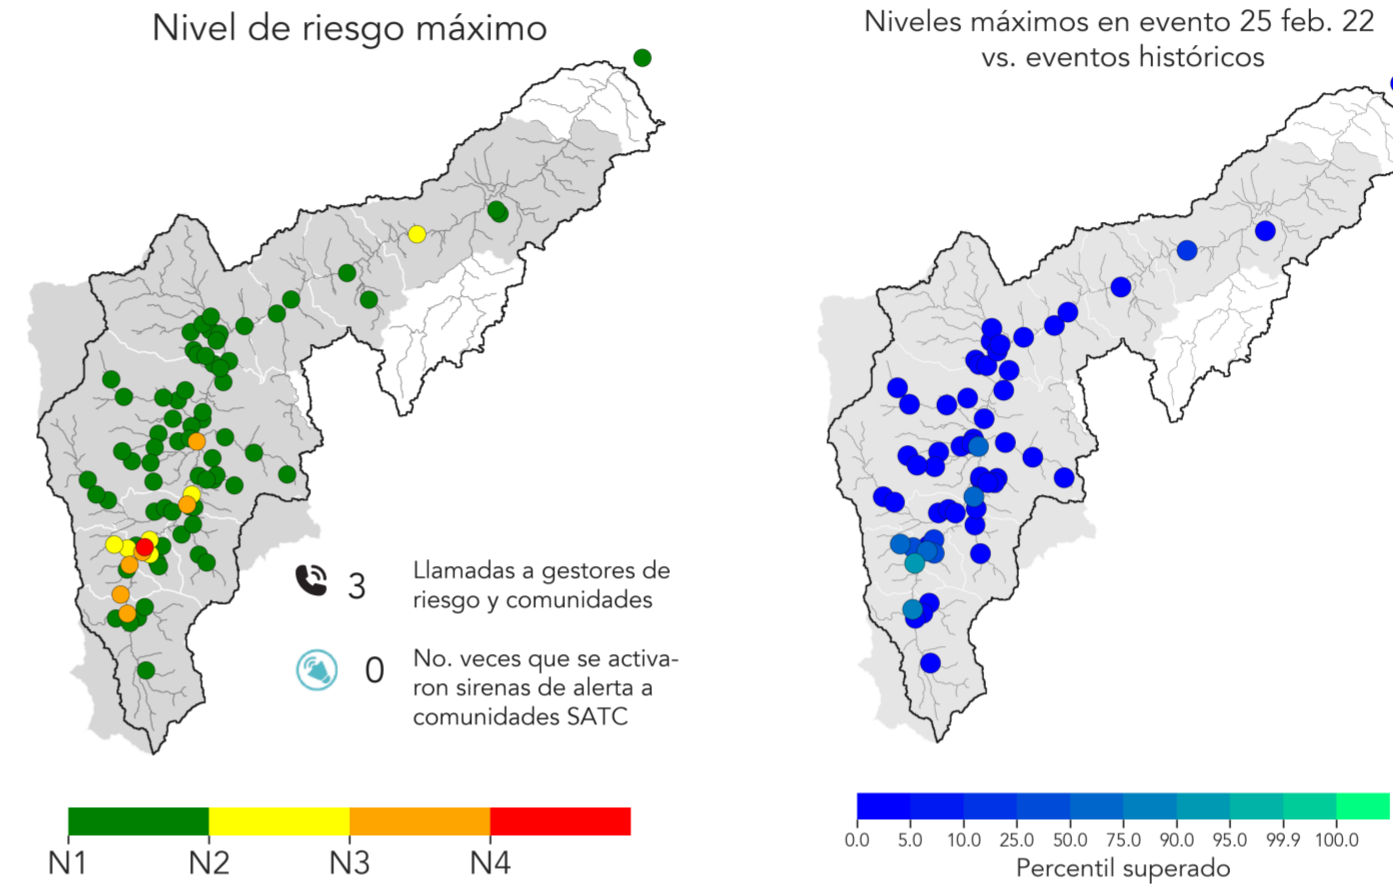 Nivel de riesgo máximo
3
Llamadas a gestores de
riesgo y comunidades
0
No. veces que se activa-
ron sirenas de alerta a
comunidades SATC
N1 N2 N3 N4
Niveles máximos en evento 25 feb. 22
vs. eventos históricos
0.0 5.0 10.0 25.0 50.0 75.0 90.0 95.0 99.9 100.0
Percentil superado